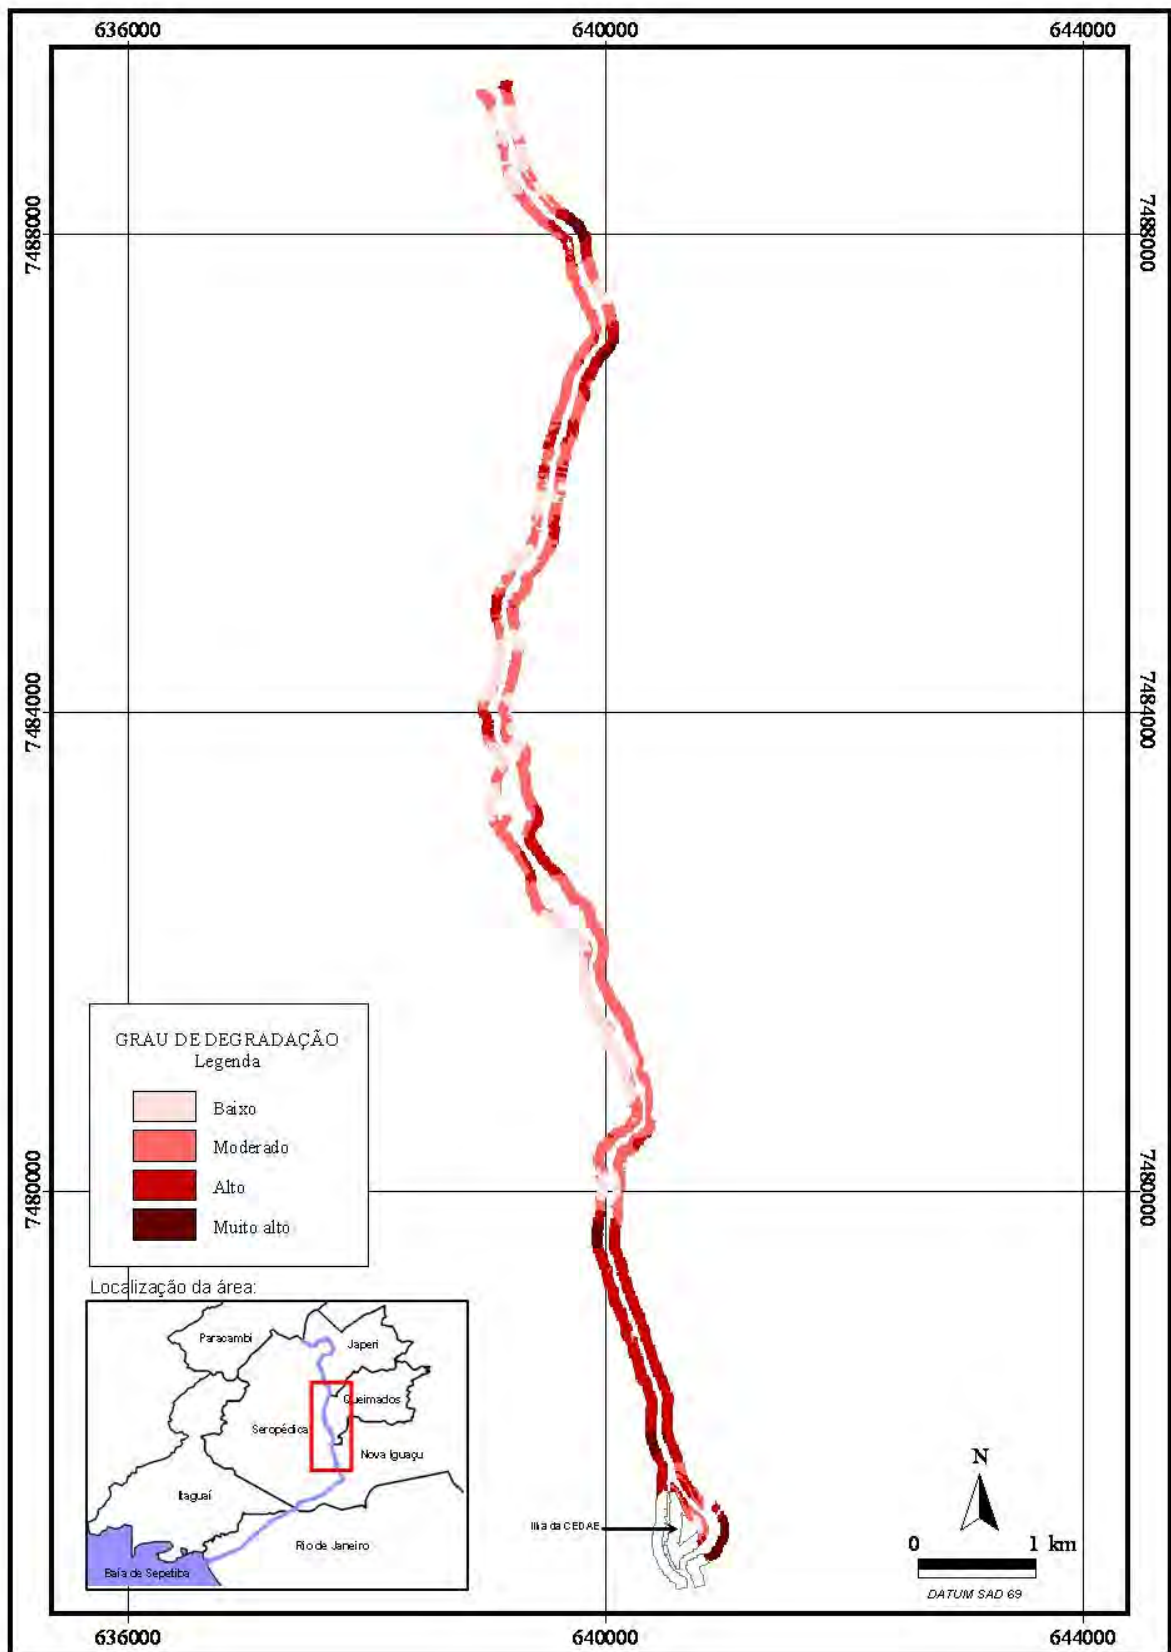 636000 640000 644000
7488000 7488000
7484000 7484000
GRAU DE DEGRADAÇÃO
Legenda
Baixo
Moderado
Alto
Muito alto
7480000 7480000
Localização da área:
Paracambi
Japeri
Queimados
Seropédica
Nova Iguaçu
Itaguaí
Rio de Janeiro
Baía de Sepetiba
Ilha da CEDAE
N
0 1 km
DATUM SAD 69
636000 640000 644000